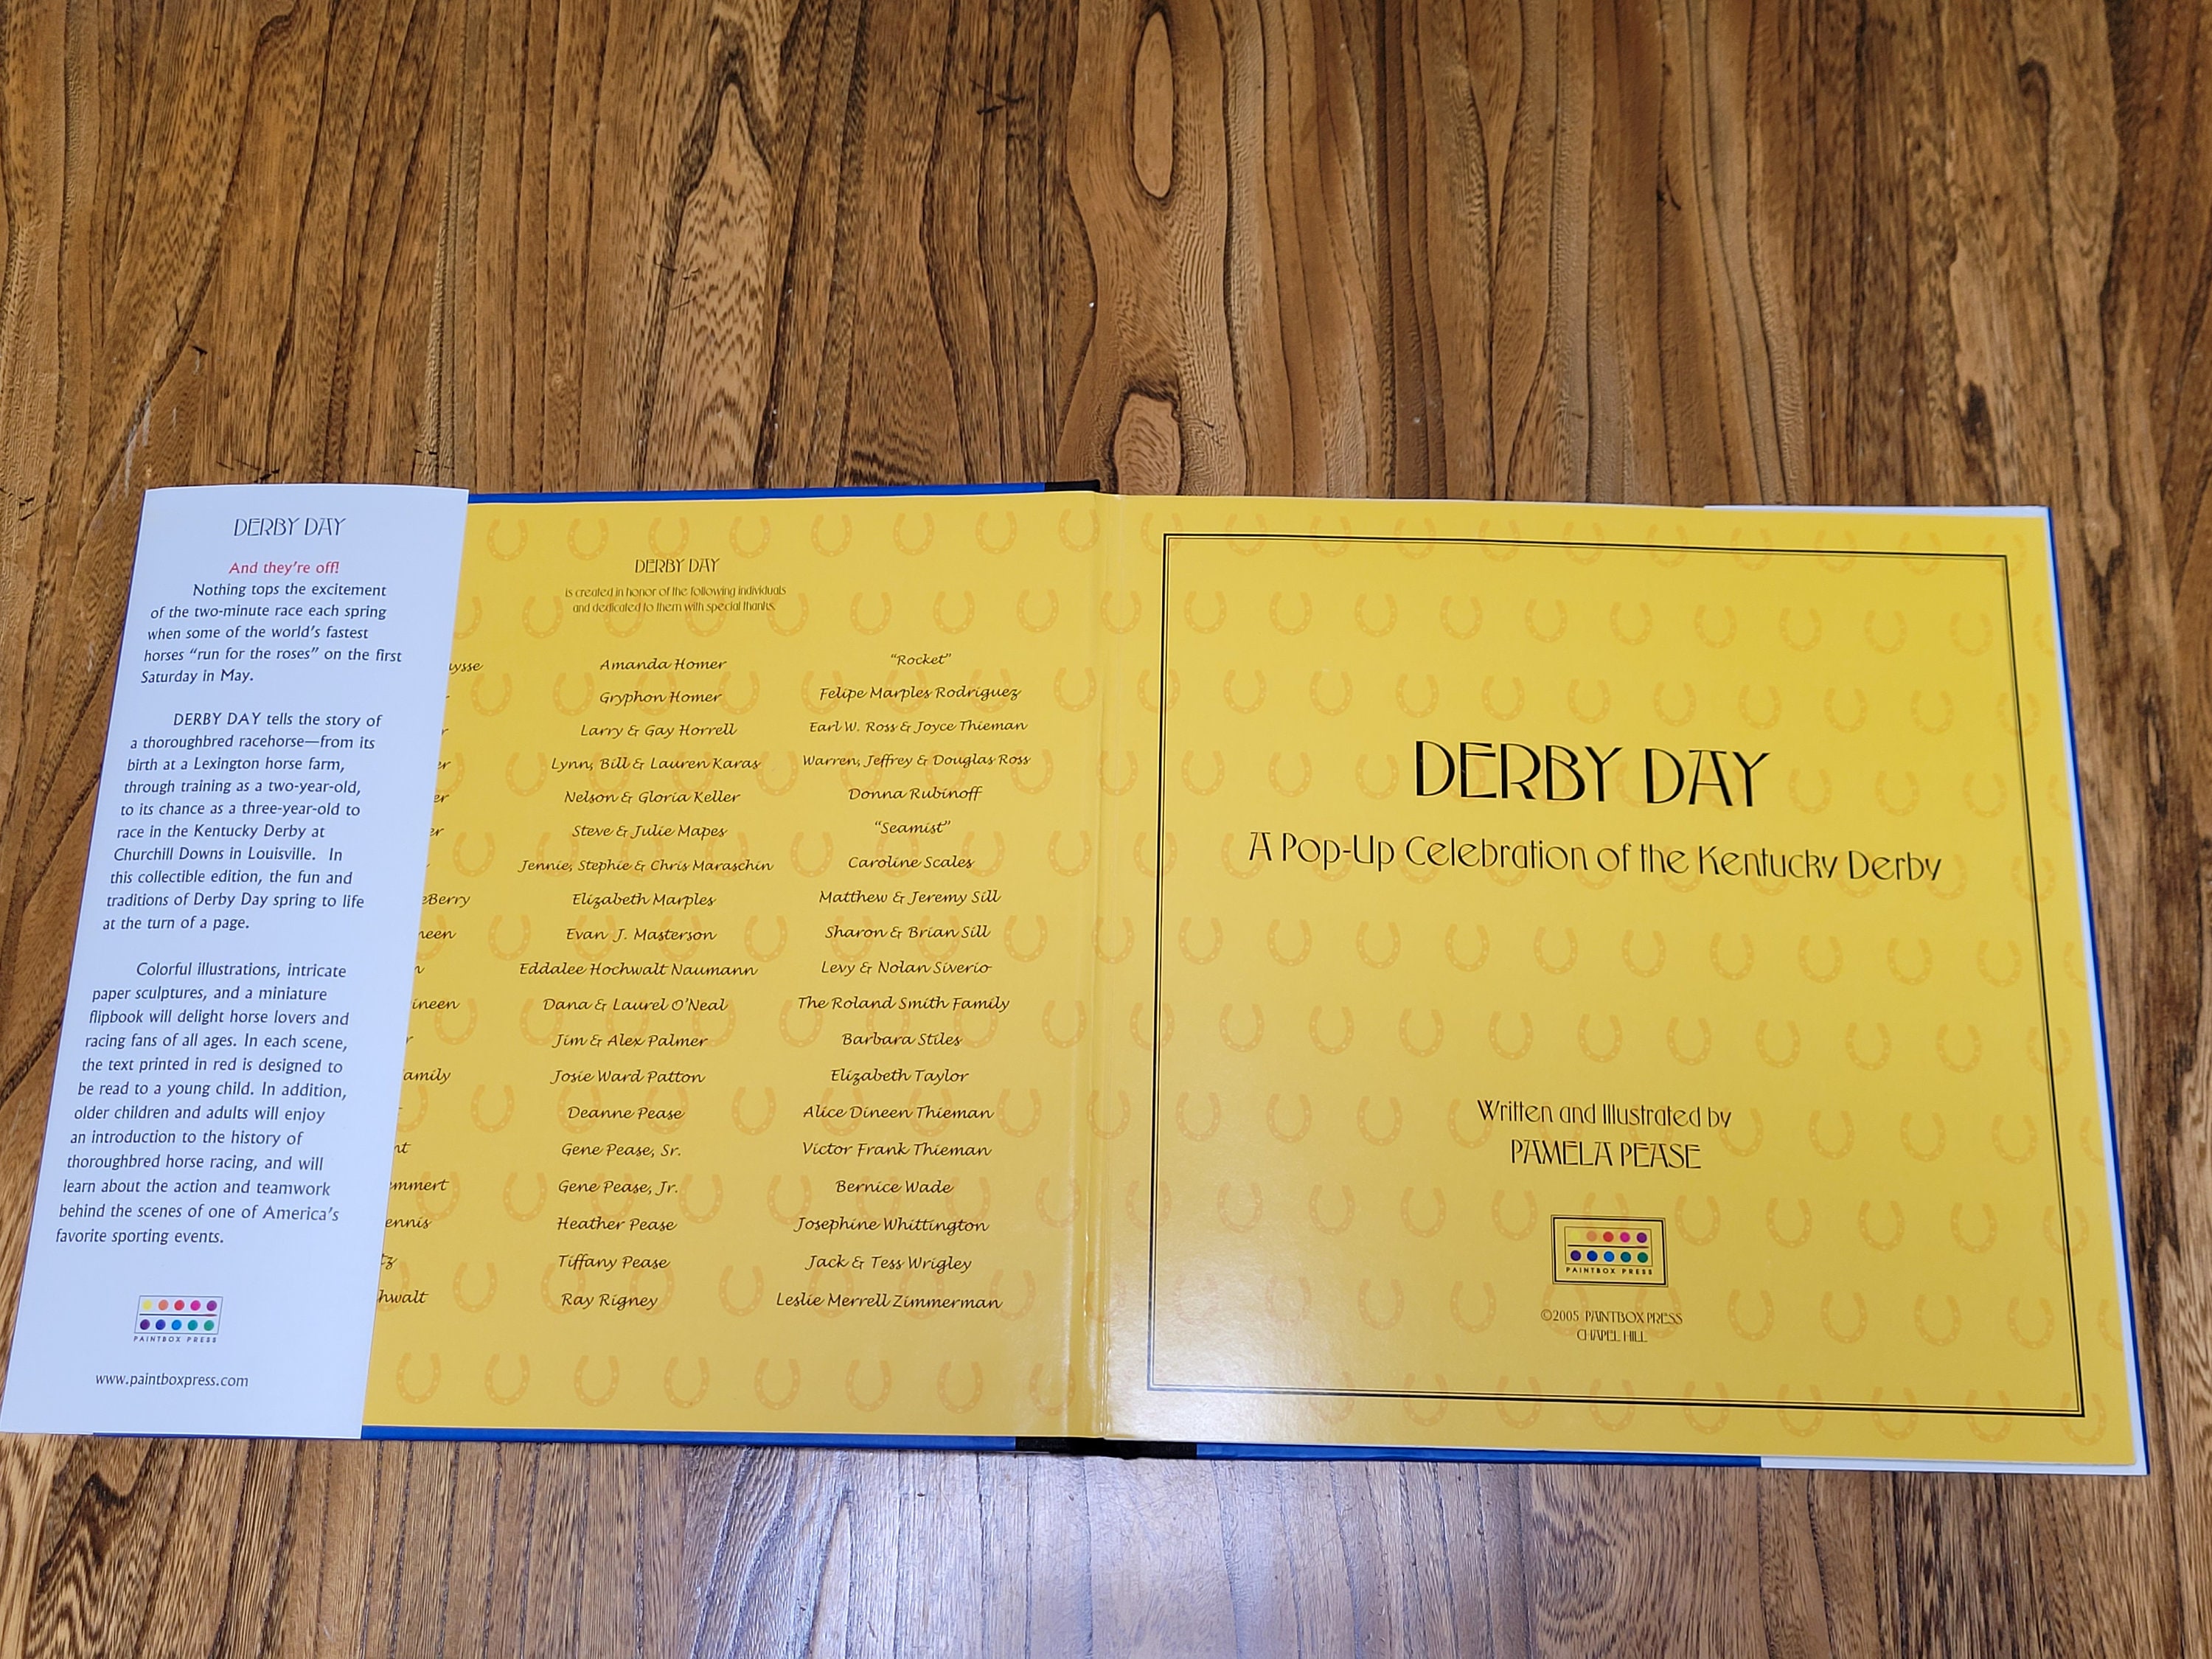 DERBY DAY
And they're off!
Nothing tops the excitement
of the two-minute race each spring
when some of the world's fastest
horses "run for the roses" on the first
Saturday in May.
DERBY DAY tells the story of
a thoroughbred racehorse—from its
birth at a Lexington horse farm,
through training as a two-year-old,
to its chance as a three-year-old to
race in the Kentucky Derby at
Churchill Downs in Louisville. In
this collectible edition, the fun and
traditions of Derby Day spring to life
at the turn of a page.
Colorful illustrations, intricate
paper sculptures, and a miniature
flipbook will delight horse lovers and
racing fans of all ages. In each scene,
the text printed in red is designed to
be read to a young child. In addition,
older children and adults will enjoy
an introduction to the history of
thoroughbred horse racing, and will
learn about the action and teamwork
behind the scenes of one of America's
favorite sporting events.
PAINTBOX PRESS
www.paintboxpress.com
DERBY DAY
is created in honor of the following individuals
and dedicated to them with special thanks.
Amanda Homer
Gryphon Homer
Larry & Gay Horrell
Lynn, Bill & Lauren Karas
Nelson & Gloria Keller
Steve & Julie Mapes
Jennie, Stephie & Chris Maraschin
Elizabeth Marples
Evan J. Masterson
Eddalee Hochwalt Naumann
Dana & Laurel O'Neal
Jim & Alex Palmer
Josie Ward Patton
Deanne Pease
Gene Pease, Sr.
Gene Pease, Jr.
Heather Pease
Tiffany Pease
Ray Rigney
"Rocket"
Felipe Marples Rodriguez
Earl W. Ross & Joyce Thieman
Warren, Jeffrey & Douglas Ross
Donna Rubinoff
"Seamist"
Caroline Scales
Matthew & Jeremy Sill
Sharon & Brian Sill
Levy & Nolan Siverio
The Roland Smith Family
Barbara Stiles
Elizabeth Taylor
Alice Dineen Thieman
Victor Frank Thieman
Bernice Wade
Josephine Whittington
Jack & Tess Wrigley
Leslie Merrell Zimmerman
DERBY DAY
A Pop-Up Celebration of the Kentucky Derby
Written and Illustrated by
PAMELA PEASE
PAINTBOX PRESS
©2005 PAINTBOX PRESS
CHAPEL HILL